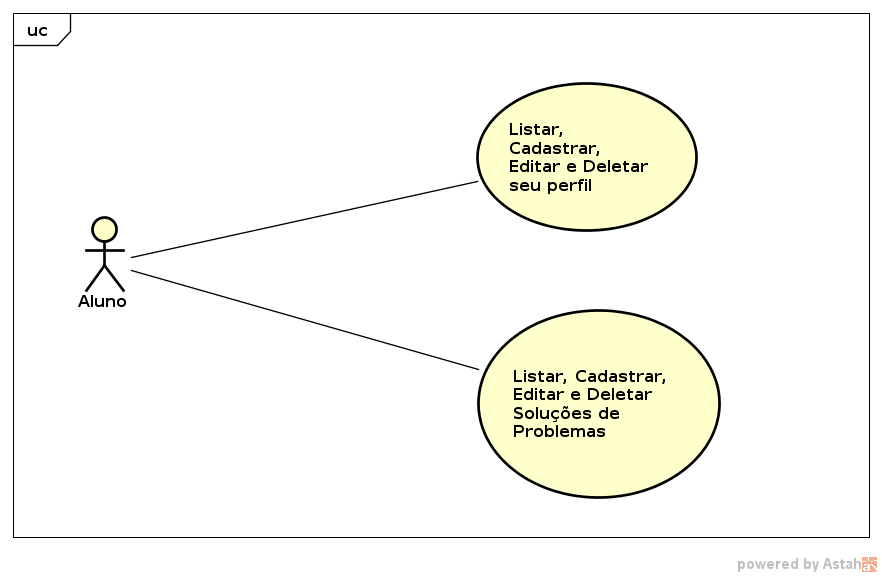 uc
Listar,
Cadastrar,
Editar e Deletar
seu perfil
Aluno
Listar, Cadastrar,
Editar e Deletar
Soluções de
Problemas
powered by Astah